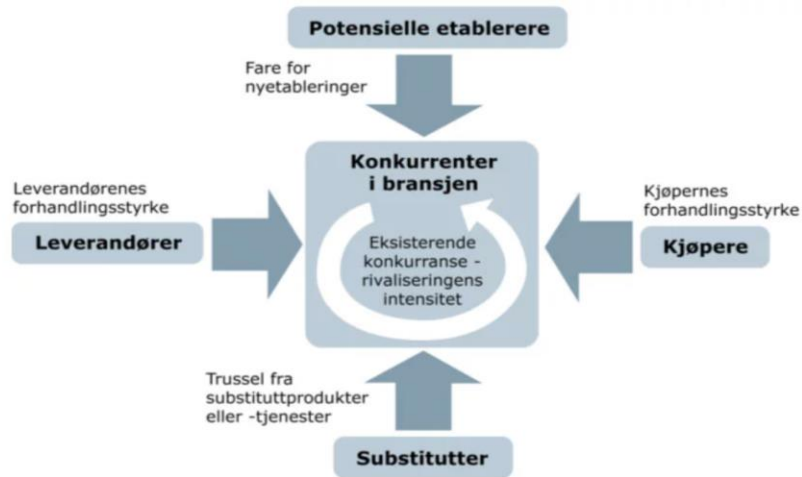 Potensielle etablerere
Fare for
nyetableringer
Konkurrenter
i bransjen
Leverandørenes
forhandlingsstyrke
Leverandører
Eksisterende
konkurranse -
rivaliseringens
intensitet
Kjøpernes
forhandlingsstyrke
Kjøpere
Trussel fra
substituttprodukter
eller -tjenester
Substitutter